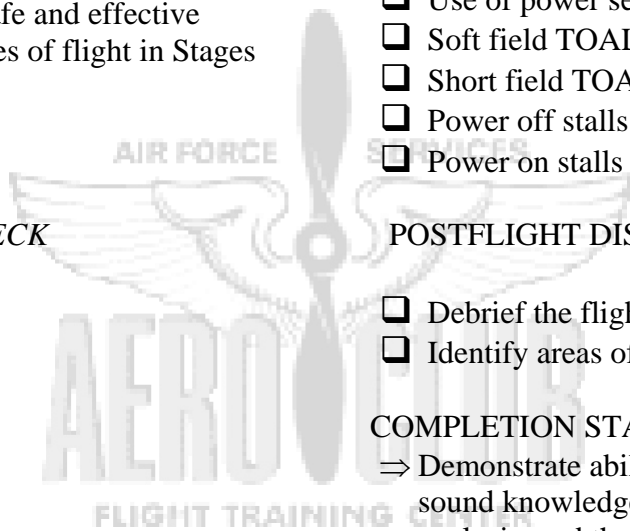 afe and effective
es of flight in Stages
ECK
Use of power se
Soft field TOAL
Short field TOA
Power off stalls
Power on stalls
POSTFLIGHT DIS
Debrief the fligh
Identify areas of
COMPLETION STA
⇒ Demonstrate abil
sound knowledge
AIR FORCE SERVICES
AERO CLUB
FLIGHT TRAINING CENTER